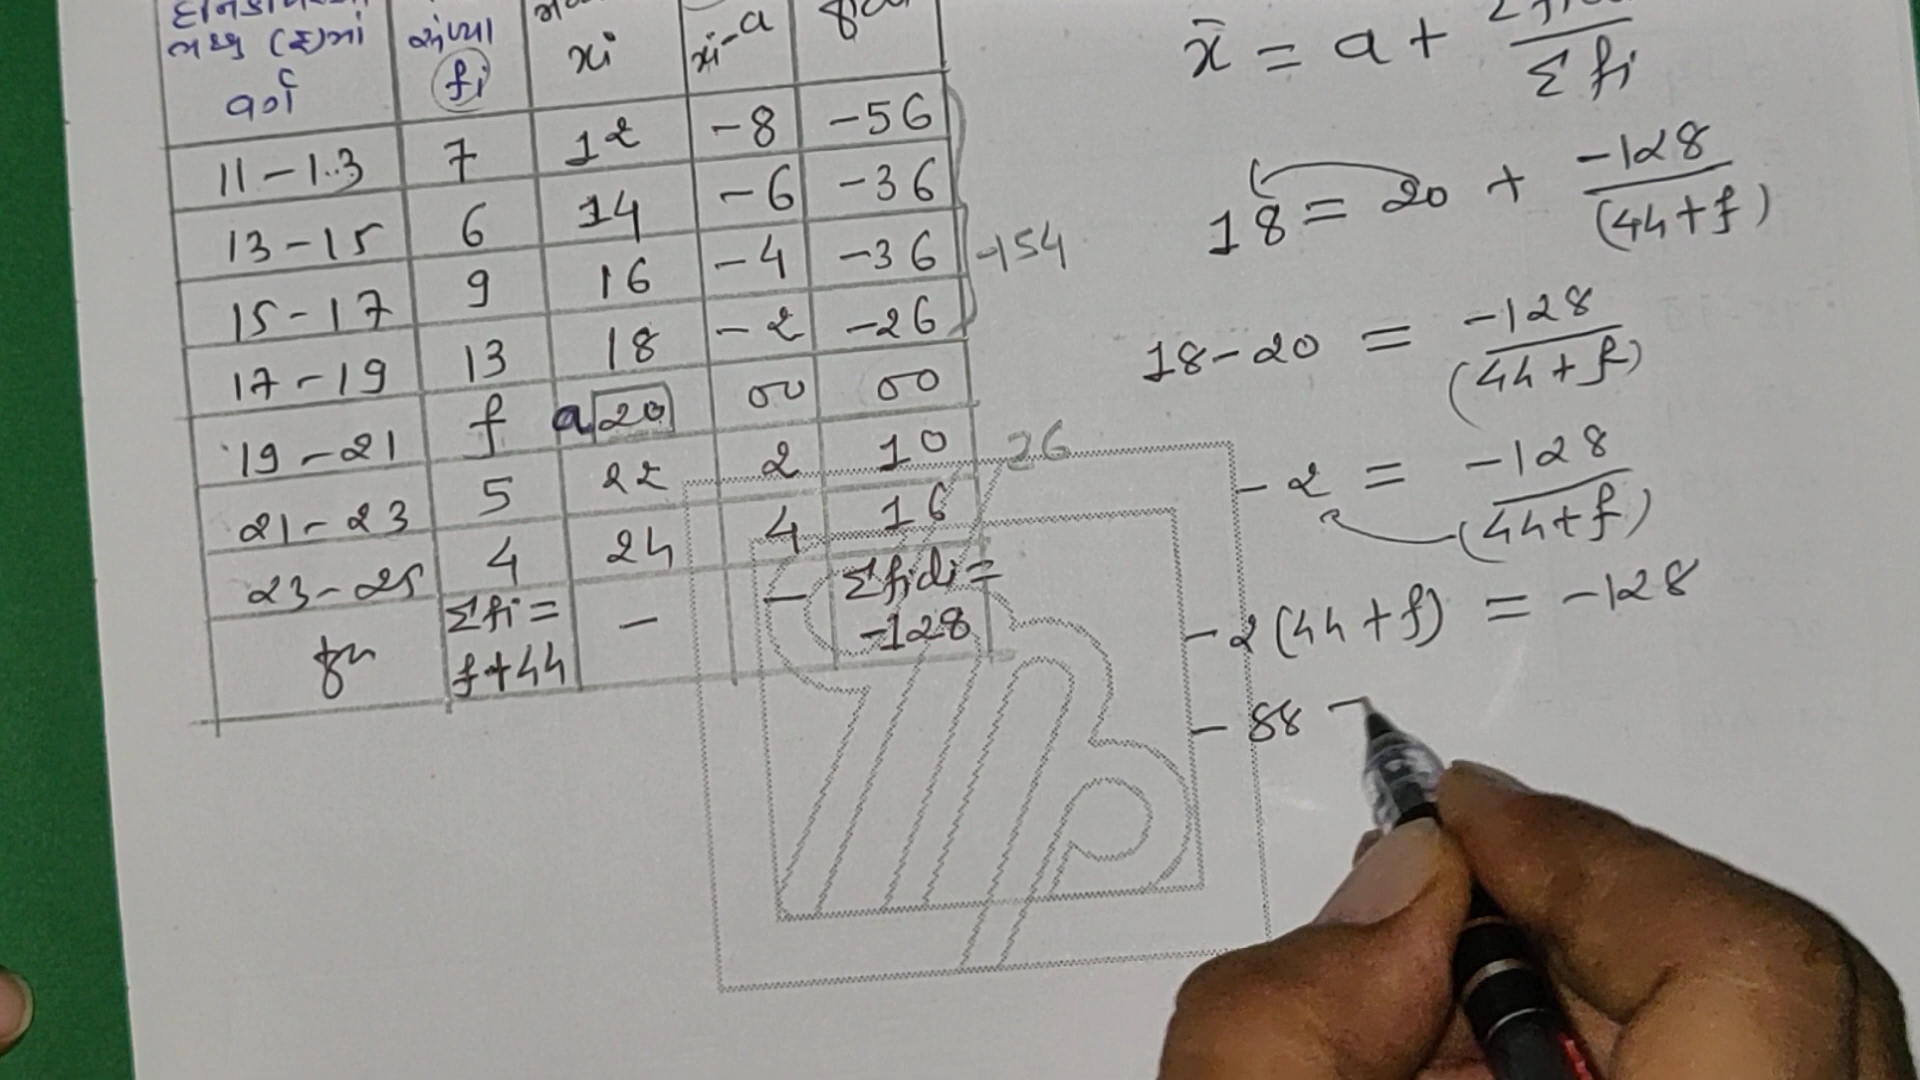 ભથ્થુ (રૂ)માં સંખ્યા xi xi-a
વર્ગ fi
11-13 7 12 -8 -56
13-15 6 14 -6 -36
15-17 9 16 -4 -36
17-19 13 18 -2 -26
19-21 f a 20 00 00
21-23 5 22 2 10
23-25 4 24 4 16
Σfi = f+44 - - Σfidi = -128
-154
26
x̄ = a + Σfi
18 = 20 + -128/(44+f)
18-20 = -128/(44+f)
-2 = -128/(44+f)
-2(44+f) = -128
-88 -